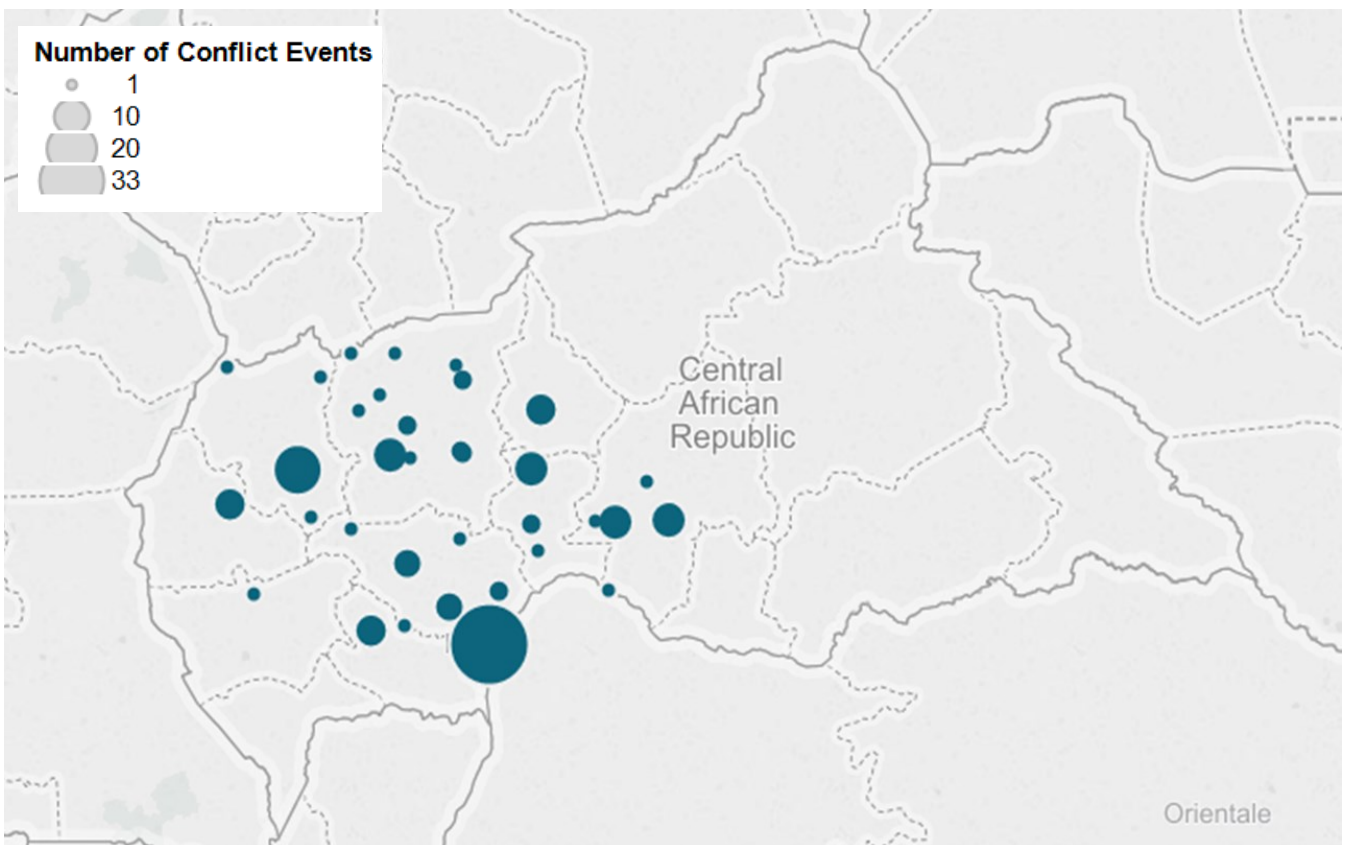 Number of Conflict Events
1
10
20
33
Central
African
Republic
Orientale